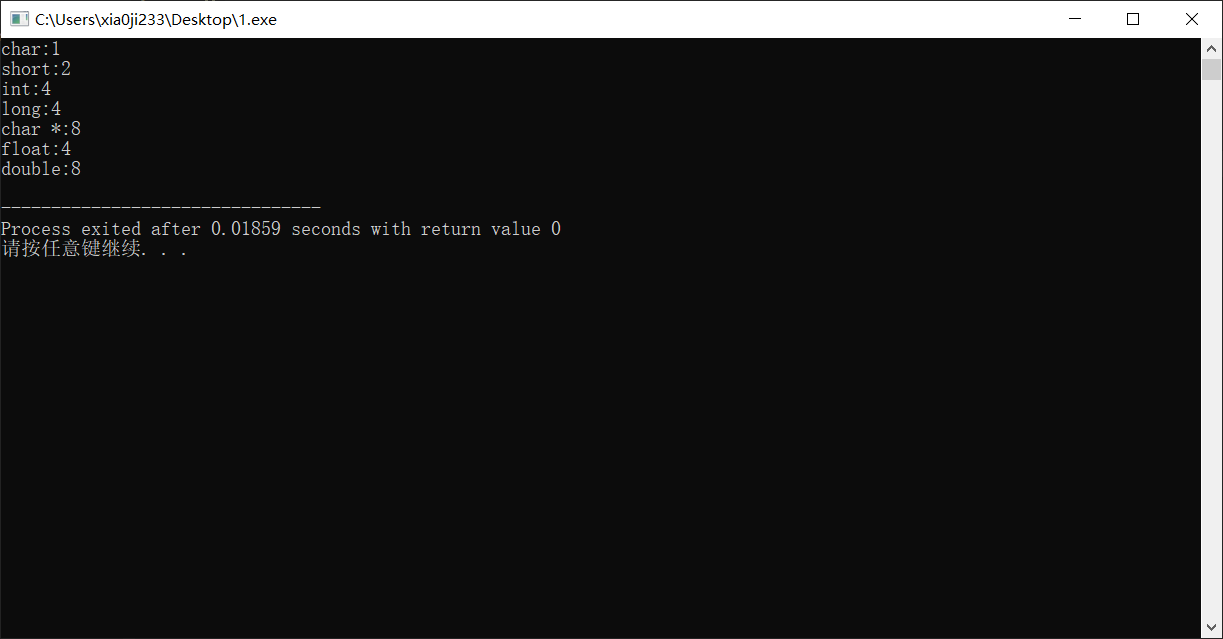 C:\Users\xia0ji233\Desktop\1.exe
char:1
short:2
int:4
long:4
char *:8
float:4
double:8
--------------------------------
Process exited after 0.01859 seconds with return value 0
请按任意键继续. . .